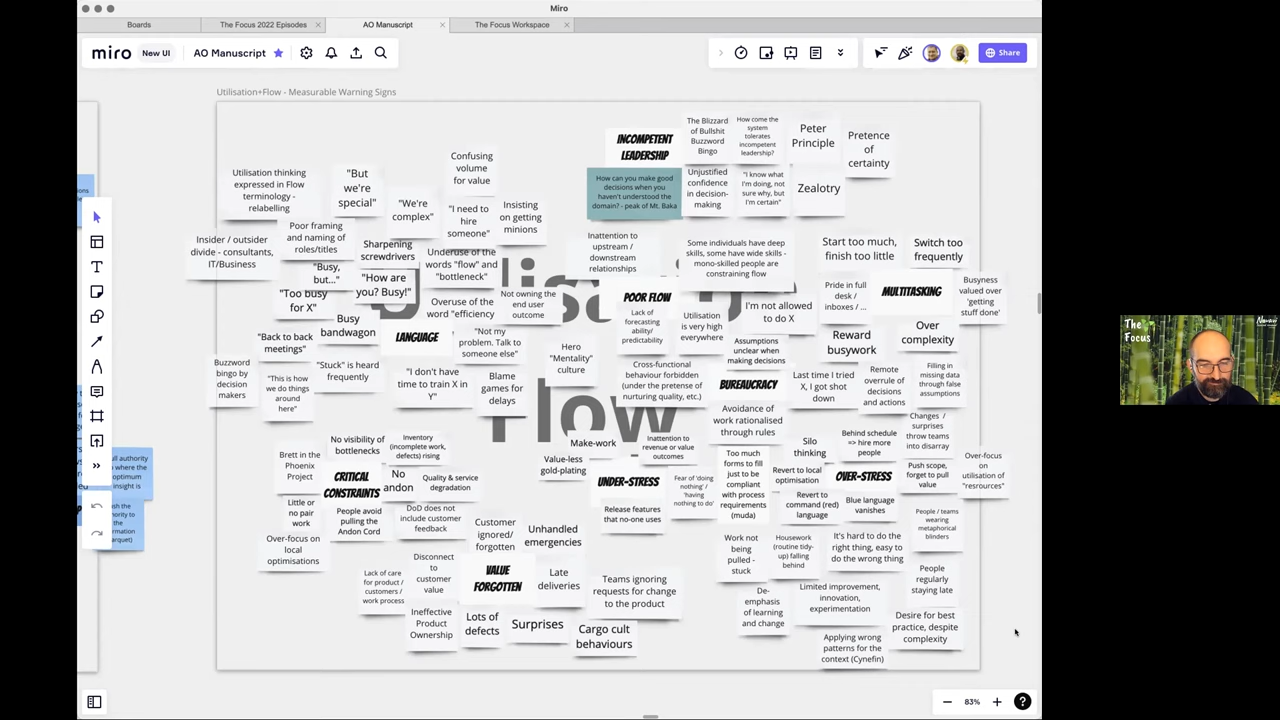 Miro
Boards
The Focus 2022 Episodes
AO Manuscript
The Focus Workspace
miro
New UI
AO Manuscript
Share
Utilisation+Flow - Measurable Warning Signs
Utilisation
Flow
INCOMPETENT
LEADERSHIP
The Blizzard
of Bullshit
Buzzword
Bingo
How come the
system
tolerates
incompetent
leadership?
Peter
Principle
Pretence
of
certainty
How can you make good
decisions when you
haven't understood the
domain? - peak of Mt. Baka
Unjustified
confidence
in decision-
making
"I know what
I'm doing, not
sure why, but
I'm certain"
Zealotry
Confusing
volume
for value
Utilisation thinking
expressed in Flow
terminology -
relabelling
"But
we're
special"
"We're
complex"
"I need to
hire
someone"
Insisting
on getting
minions
Insider / outsider
divide - consultants,
IT/Business
Poor framing
and naming of
roles/titles
Sharpening
screwdrivers
Underuse of the
words "flow" and
"bottleneck"
"Busy,
but..."
"How are
you? Busy!"
"Too busy
for X"
Overuse of the
word "efficiency
Not owning the
end user
outcome
Busy
bandwagon
LANGUAGE
"Not my
problem. Talk to
someone else"
"Back to back
meetings"
Buzzword
bingo by
decision
makers
"Stuck" is heard
frequently
"This is how
we do things
around
here"
"I don't have
time to train X in
Y"
Blame
games for
delays
Hero
"Mentality"
culture
Inattention to
upstream /
downstream
relationships
Some individuals have deep
skills, some have wide skills -
mono-skilled people are
constraining flow
POOR FLOW
Lack of
forecasting
ability/
predictability
Utilisation
is very high
everywhere
I'm not allowed
to do X
Start too much,
finish too little
Switch too
frequently
Pride in full
desk /
inboxes / ...
MULTITASKING
Busyness
valued over
'getting
stuff done'
Reward
busywork
Over
complexity
Assumptions
unclear when
making decisions
Cross-functional
behaviour forbidden
(under the pretense of
nurturing quality, etc.)
BUREAUCRACY
Last time I tried
X, I got shot
down
Remote
overrule of
decisions
and actions
Filling in
missing data
through false
assumptions
Avoidance of
work rationalised
through rules
Changes /
surprises
throw teams
into disarray
Silo
thinking
Behind schedule
=> hire more
people
Over-focus
on
utilisation of
"resrources"
Make-work
Inattention to
revenue or value
outcomes
Value-less
gold-plating
UNDER-STRESS
Fear of 'doing
nothing' /
'having
nothing to do'
Release features
that no-one uses
Too much
forms to fill
just to be
compliant with
process
requirements
(muda)
Revert to local
optimisation
OVER-STRESS
Push scope,
forget to pull
value
Revert to
command (red)
language
Blue language
vanishes
People / teams
wearing
metaphorical
blinders
Work not
being
pulled -
stuck
Housework
(routine tidy-
up) falling
behind
It's hard to do the
right thing, easy to
do the wrong thing
People
regularly
staying late
De-
emphasis
of learning
and change
Limited improvement,
innovation,
experimentation
Desire for best
practice, despite
complexity
Applying wrong
patterns for the
context (Cynefin)
No visibility of
bottlenecks
Inventory
(incomplete work,
defects) rising
Brett in the
Phoenix
Project
CRITICAL
CONSTRAINTS
No
andon
Quality & service
degradation
Little or
no pair
work
People avoid
pulling the
Andon Cord
DoD does not
include customer
feedback
Over-focus on
local
optimisations
Customer
ignored/
forgotten
Unhandled
emergencies
Lack of care
for product /
customers /
work process
Disconnect
to
customer
value
VALUE
FORGOTTEN
Late
deliveries
Teams ignoring
requests for change
to the product
Ineffective
Product
Ownership
Lots of
defects
Surprises
Cargo cult
behaviours
authority
where the
optimum
insight is
83%
The
Focus